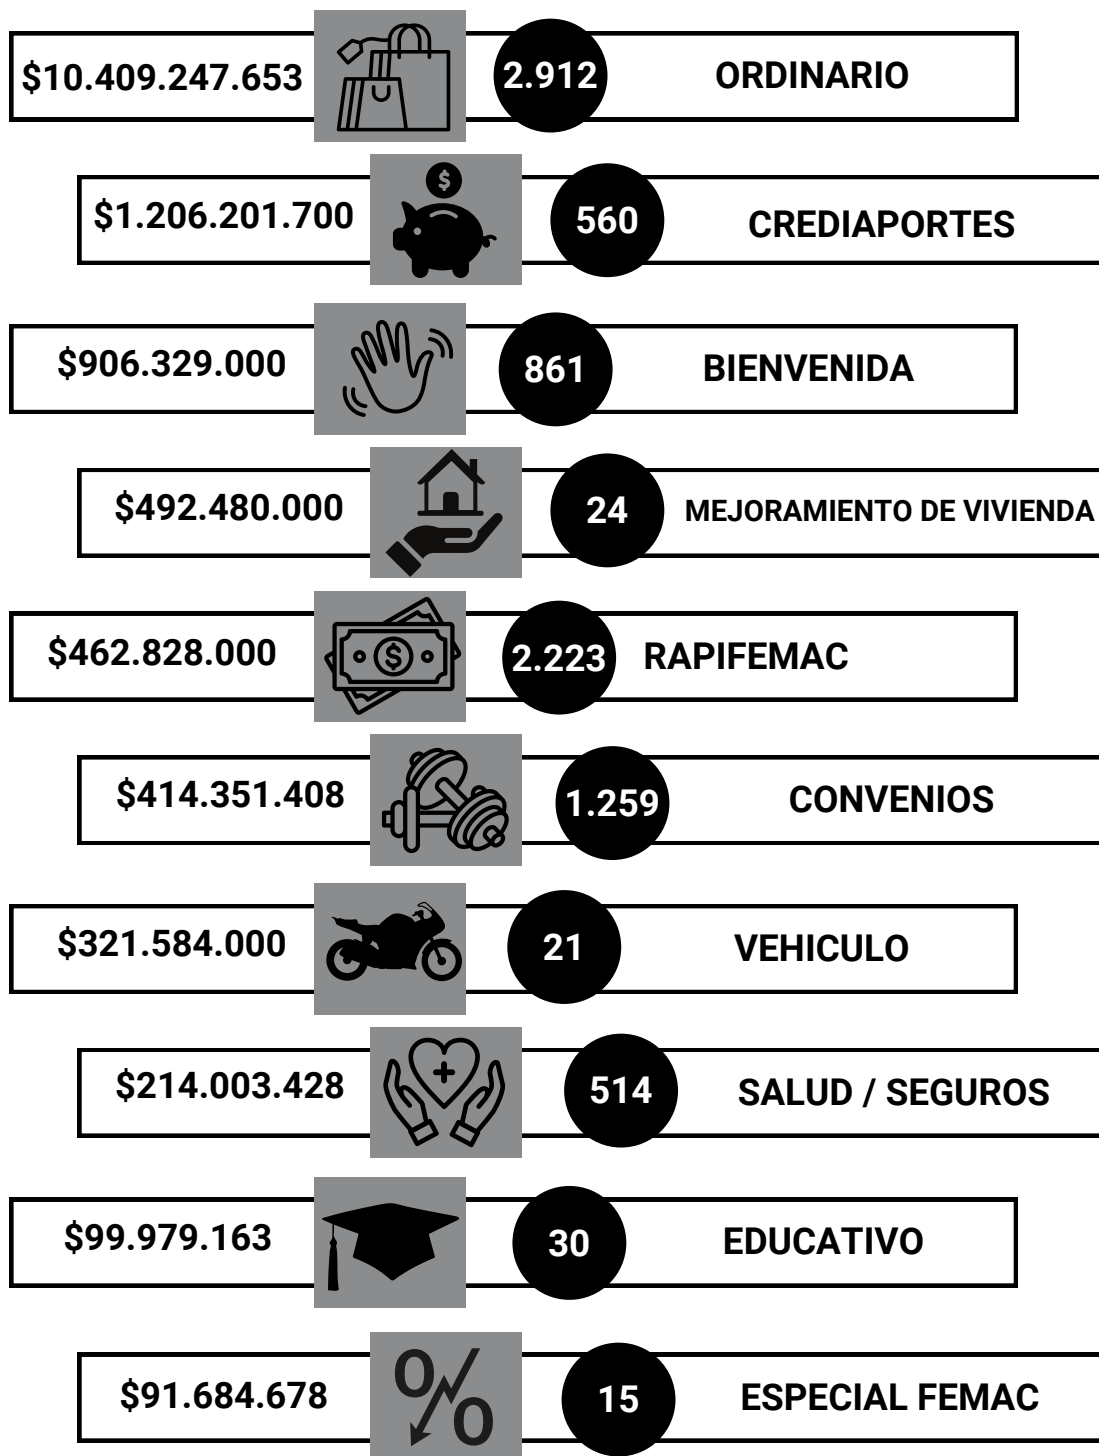 $10.409.247.653 2.912 ORDINARIO
$1.206.201.700 $ 560 CREDIAPORTES
$906.329.000 861 BIENVENIDA
$492.480.000 24 MEJORAMIENTO DE VIVIENDA
$462.828.000 $ 2.223 RAPIFEMAC
$414.351.408 1.259 CONVENIOS
$321.584.000 21 VEHICULO
$214.003.428 514 SALUD / SEGUROS
$99.979.163 30 EDUCATIVO
$91.684.678 % 15 ESPECIAL FEMAC